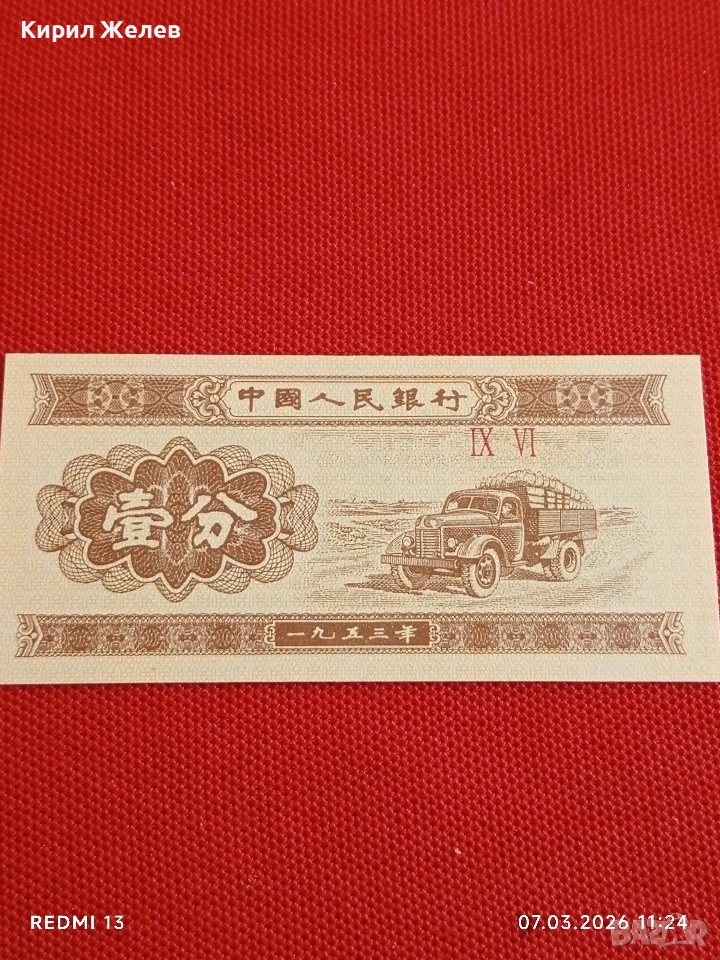 Кирил Желев
中國人民銀行
IX VI
壹分
一九五三年
REDMI 13
07.03.2026 11:24
BAZAR